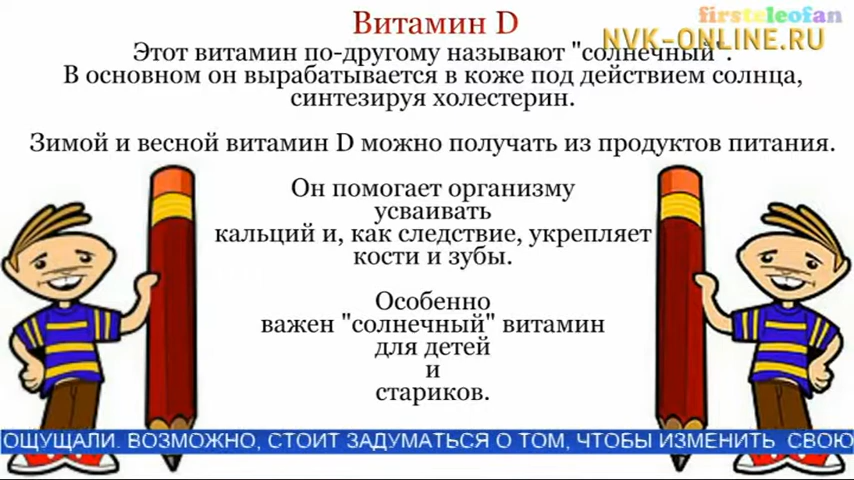 Витамин D
firsteleofan
NVK-ONLINE.RU
Этот витамин по-другому называют "солнечный".
В основном он вырабатывается в коже под действием солнца,
синтезируя холестерин.
Зимой и весной витамин D можно получать из продуктов питания.
Он помогает организму
усваивать
кальций и, как следствие, укрепляет
кости и зубы.
Особенно
важен "солнечный" витамин
для детей
и
стариков.
ОЩУЩАЛИ. ВОЗМОЖНО, СТОИТ ЗАДУМАТЬСЯ О ТОМ, ЧТОБЫ ИЗМЕНИТЬ СВОЮ